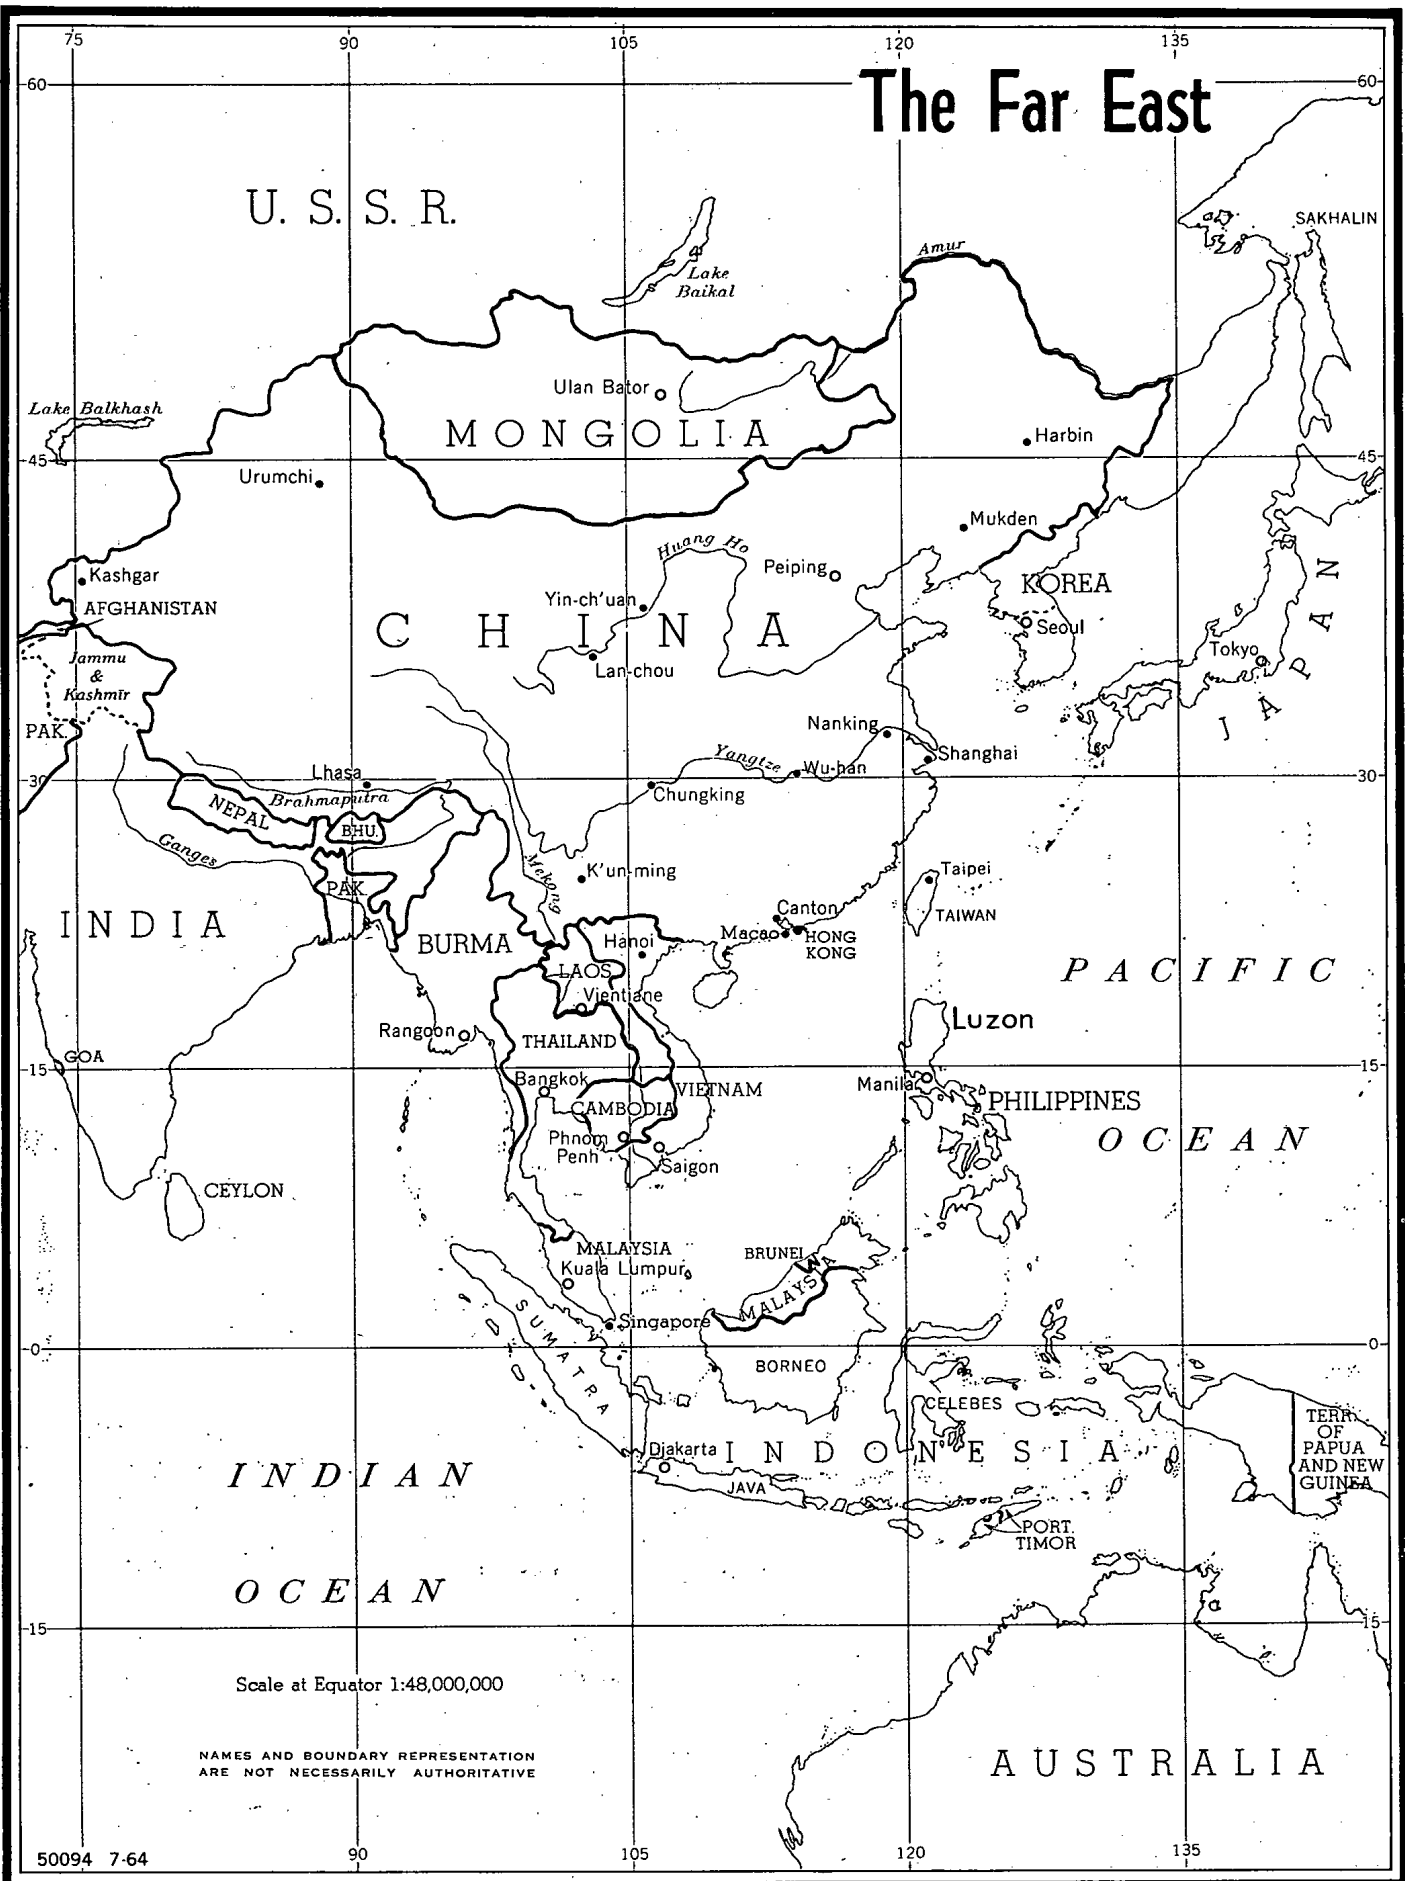 75 90 105 120 135
60 60
The Far East
U. S. S. R.
SAKHALIN
Amur
Lake
Baikal
Ulan Bator
Lake Balkhash
MONGOLIA
Harbin
45 45
Urumchi
Mukden
Huang Ho
Peiping
Kashgar
KOREA
Yin-ch'uan
AFGHANISTAN
CHINA
Seoul
JAPAN
Tokyo
Jammu
&
Kashmir
Lan-chou
PAK.
Nanking
Shanghai
Yangtze
Wu-han
Lhasa
30 30
Brahmaputra
Chungking
NEPAL
BHU.
Ganges
Mekong
K'un-ming
Taipei
PAK.
INDIA
Canton
TAIWAN
Macao
HONG
KONG
BURMA
Hanoi
LAOS
PACIFIC
Vientiane
Luzon
Rangoon
THAILAND
GOA
15 15
Bangkok
VIETNAM
Manila
PHILIPPINES
CAMBODIA
OCEAN
Phnom
Penh
Saigon
CEYLON
MALAYSIA
BRUNEI
Kuala Lumpur
MALAYSIA
SUMATRA
Singapore
0 0
BORNEO
CELEBES
TERR.
OF
PAPUA
AND NEW
GUINEA
Djakarta
INDONESIA
INDIAN
JAVA
PORT.
TIMOR
OCEAN
15 15
Scale at Equator 1:48,000,000
NAMES AND BOUNDARY REPRESENTATION
ARE NOT NECESSARILY AUTHORITATIVE
AUSTRALIA
50094 7-64
90 105 120 135